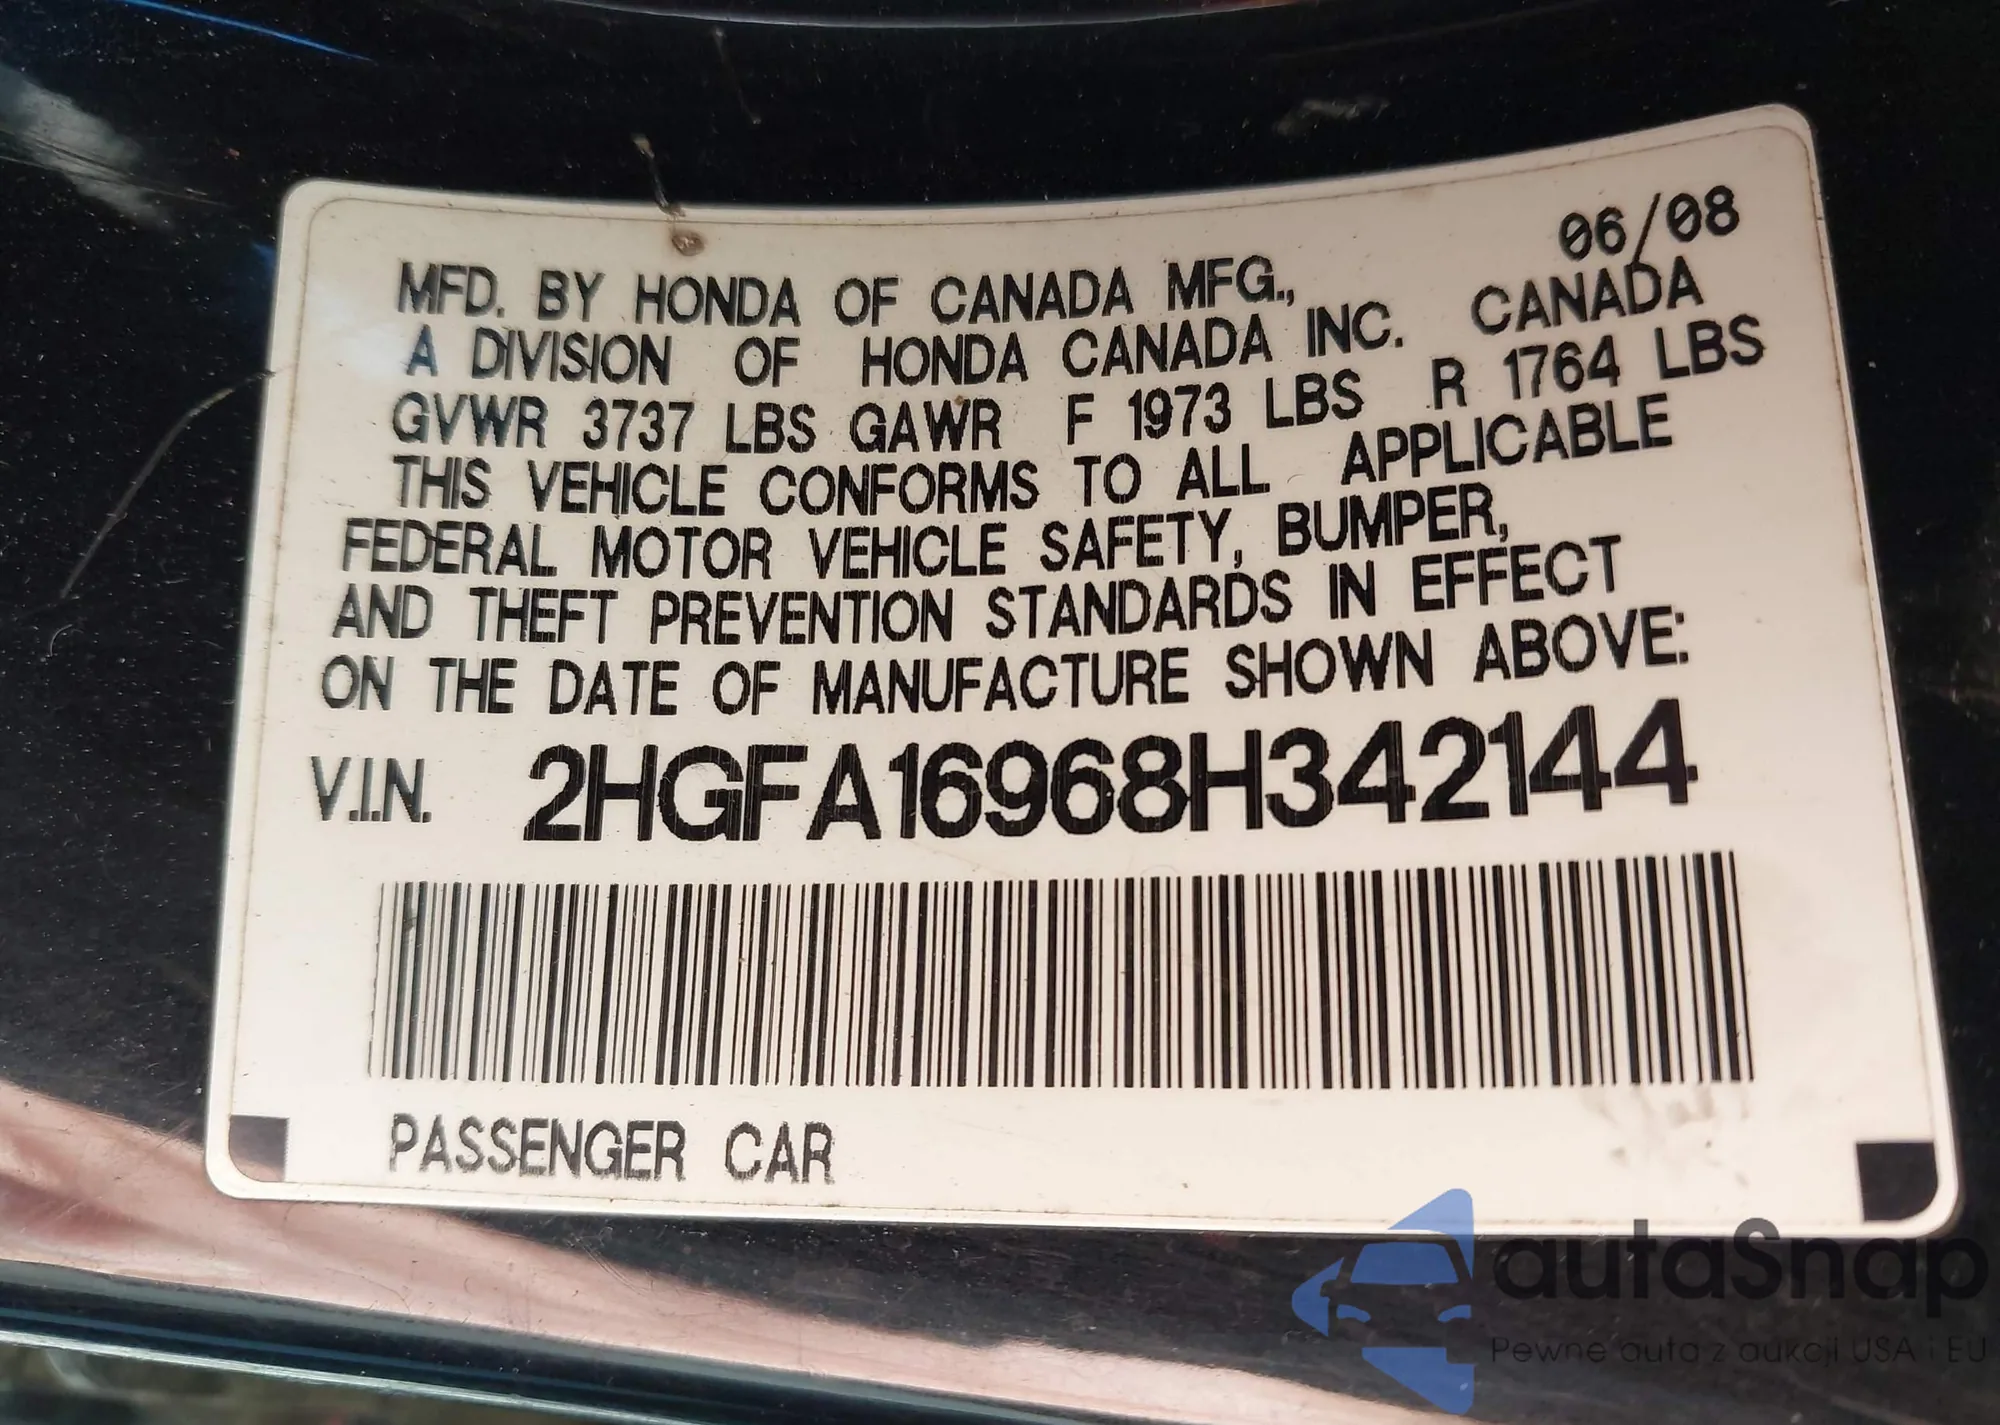 06/08
MFD. BY HONDA OF CANADA MFG.,
A DIVISION OF HONDA CANADA INC. CANADA
GVWR 3737 LBS GAWR F 1973 LBS R 1764 LBS
THIS VEHICLE CONFORMS TO ALL APPLICABLE
FEDERAL MOTOR VEHICLE SAFETY, BUMPER,
AND THEFT PREVENTION STANDARDS IN EFFECT
ON THE DATE OF MANUFACTURE SHOWN ABOVE:
V.I.N. 2HGFA16968H342144
PASSENGER CAR
autaSnap
Pewne auta z aukcji USA i EU